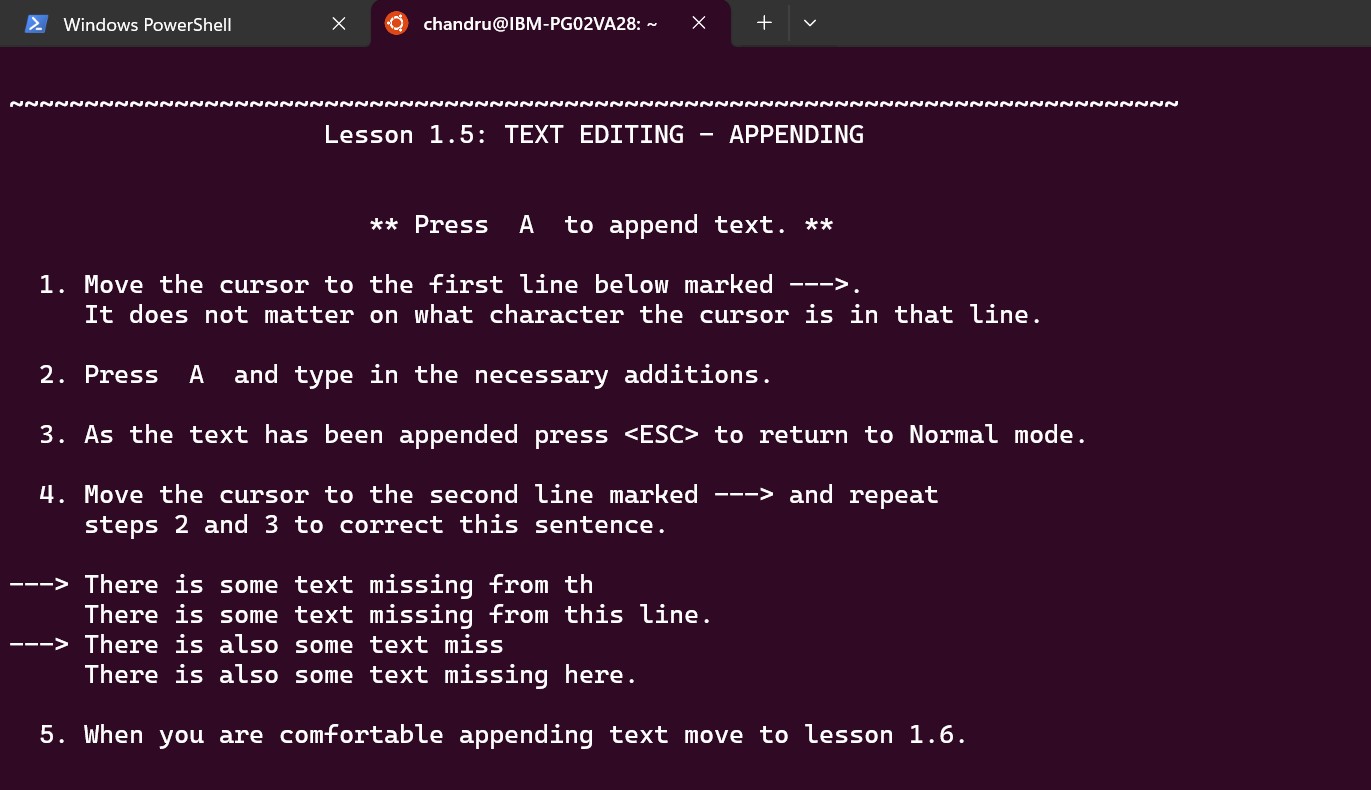 Windows PowerShell
chandru@IBM-PG02VA28: ~
~~~~~~~~~~~~~~~~~~~~~~~~~~~~~~~~~~~~~~~~~~~~~~~~~~~~~~~~~~~~~~~~~~~~~~~~~~~~~~
Lesson 1.5: TEXT EDITING - APPENDING
** Press  A  to append text. **
1. Move the cursor to the first line below marked --->.
It does not matter on what character the cursor is in that line.
2. Press  A  and type in the necessary additions.
3. As the text has been appended press <ESC> to return to Normal mode.
4. Move the cursor to the second line marked ---> and repeat
steps 2 and 3 to correct this sentence.
---> There is some text missing from th
There is some text missing from this line.
---> There is also some text miss
There is also some text missing here.
5. When you are comfortable appending text move to lesson 1.6.